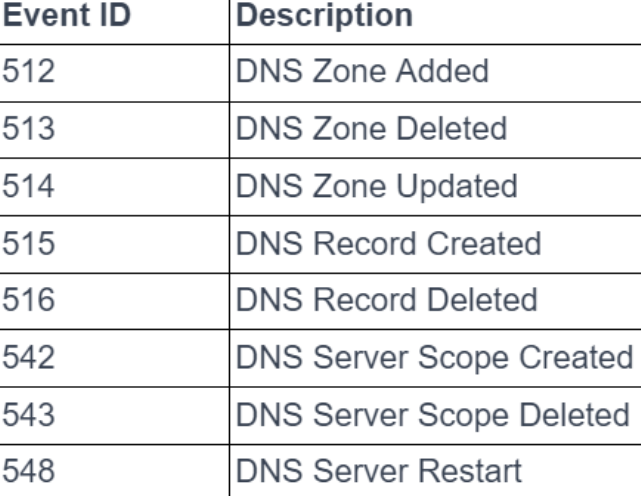 Event ID Description
512 DNS Zone Added
513 DNS Zone Deleted
514 DNS Zone Updated
515 DNS Record Created
516 DNS Record Deleted
542 DNS Server Scope Created
543 DNS Server Scope Deleted
548 DNS Server Restart